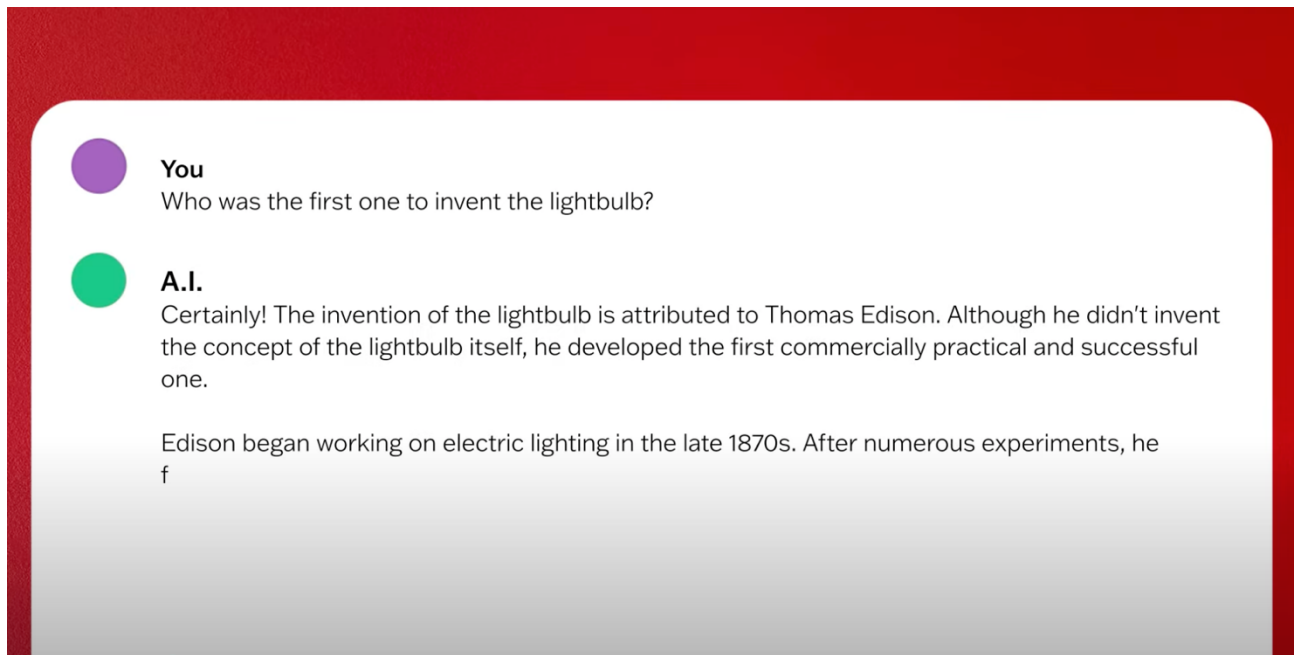 You
Who was the first one to invent the lightbulb?
A.I.
Certainly! The invention of the lightbulb is attributed to Thomas Edison. Although he didn't invent
the concept of the lightbulb itself, he developed the first commercially practical and successful
one.
Edison began working on electric lighting in the late 1870s. After numerous experiments, he
f